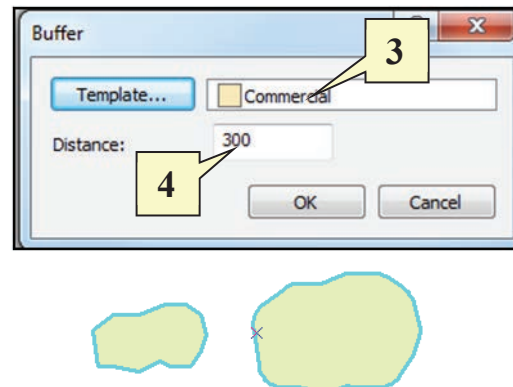 Buffer
3
Template...
Commercial
Distance:
300
4
OK
Cancel